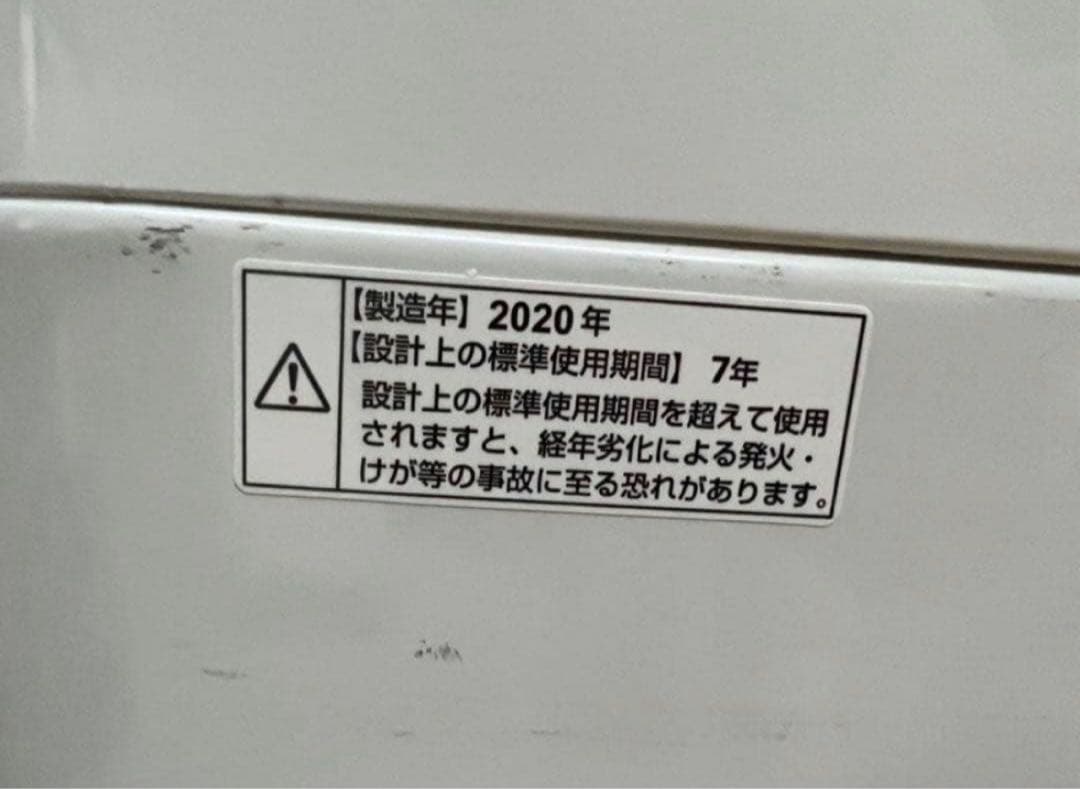 【製造年】 2020年
【設計上の標準使用期間】 7年
設計上の標準使用期間を超えて使用
されますと、経年劣化による発火・
けが等の事故に至る恐れがあります。